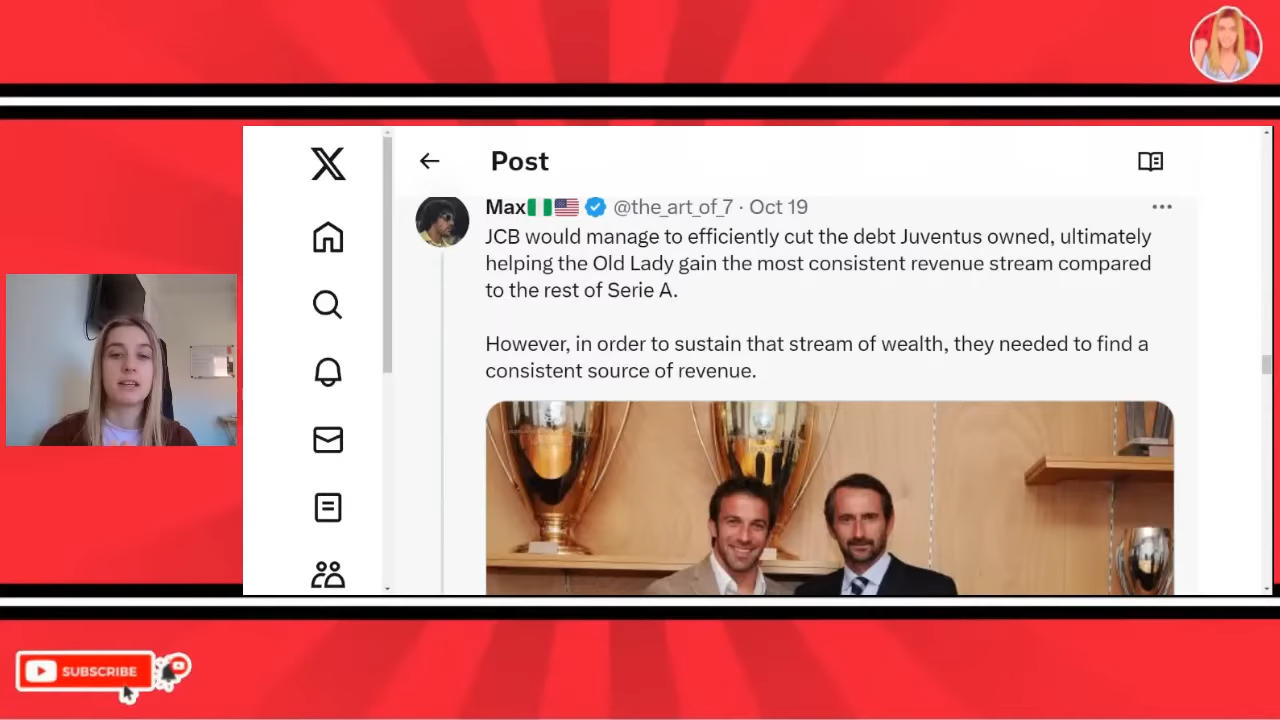 Post
Max @the_art_of_7 · Oct 19
JCB would manage to efficiently cut the debt Juventus owned, ultimately
helping the Old Lady gain the most consistent revenue stream compared
to the rest of Serie A.
However, in order to sustain that stream of wealth, they needed to find a
consistent source of revenue.
SUBSCRIBE